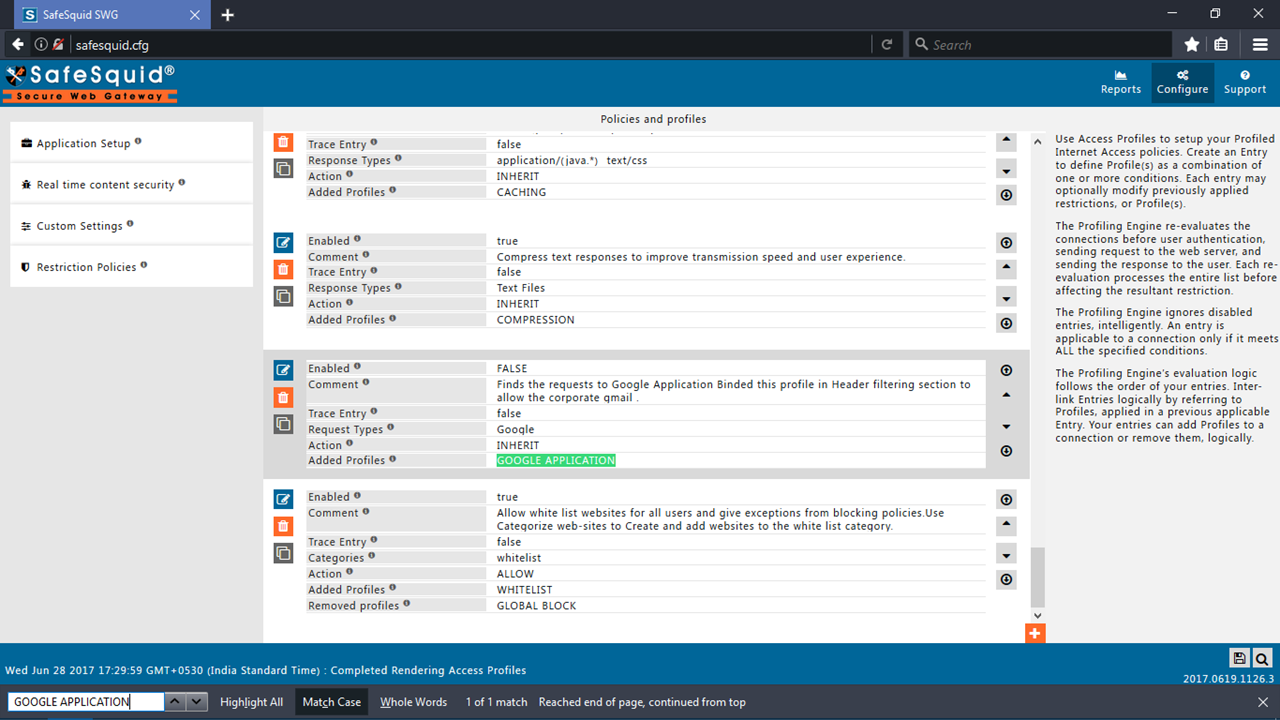 SafeSquid SWG
safesquid.cfg
Search
SafeSquid®
Secure Web Gateway
Reports
Configure
Support
Application Setup
Real time content security
Custom Settings
Restriction Policies
Policies and profiles
Trace Entry false
Response Types application/(java.*) text/css
Action INHERIT
Added Profiles CACHING
Enabled true
Comment Compress text responses to improve transmission speed and user experience.
Trace Entry false
Response Types Text Files
Action INHERIT
Added Profiles COMPRESSION
Enabled FALSE
Comment Finds the requests to Google Application Binded this profile in Header filtering section to
allow the corporate gmail .
Trace Entry false
Request Types Google
Action INHERIT
Added Profiles GOOGLE APPLICATION
Enabled true
Comment Allow white list websites for all users and give exceptions from blocking policies.Use
Categorize web-sites to Create and add websites to the white list category.
Trace Entry false
Categories whitelist
Action ALLOW
Added Profiles WHITELIST
Removed profiles GLOBAL BLOCK
Use Access Profiles to setup your Profiled
Internet Access policies. Create an Entry
to define Profile(s) as a combination of
one or more conditions. Each entry may
optionally modify previously applied
restrictions, or Profile(s).
The Profiling Engine re-evaluates the
connections before user authentication,
sending request to the web server, and
sending the response to the user. Each re-
evaluation processes the entire list before
affecting the resultant restriction.
The Profiling Engine ignores disabled
entries, intelligently. An entry is
applicable to a connection only if it meets
ALL the specified conditions.
The Profiling Engine's evaluation logic
follows the order of your entries. Inter-
link Entries logically by referring to
Profiles, applied in a previous applicable
Entry. Your entries can add Profiles to a
connection or remove them, logically.
Wed Jun 28 2017 17:29:59 GMT+0530 (India Standard Time) : Completed Rendering Access Profiles
2017.0619.1126.3
GOOGLE APPLICATION Highlight All Match Case Whole Words 1 of 1 match Reached end of page, continued from top